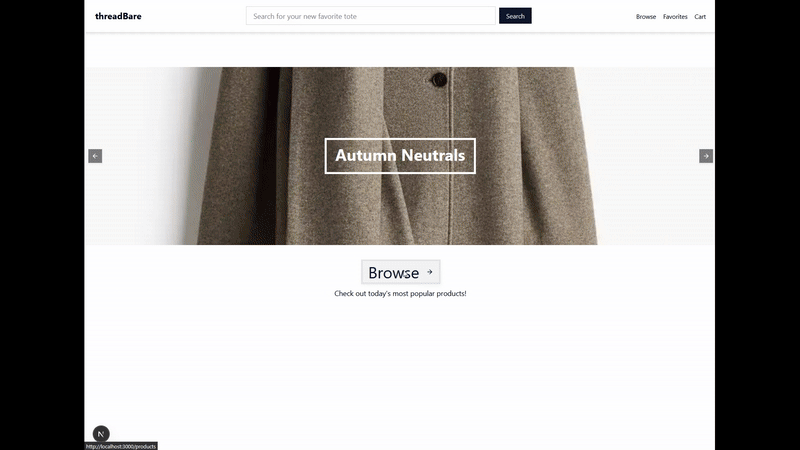 threadBare
Search for your new favorite tote
Search
Browse
Favorites
Cart
Autumn Neutrals
Browse →
Check out today's most popular products!
N
http://localhost:3000/products